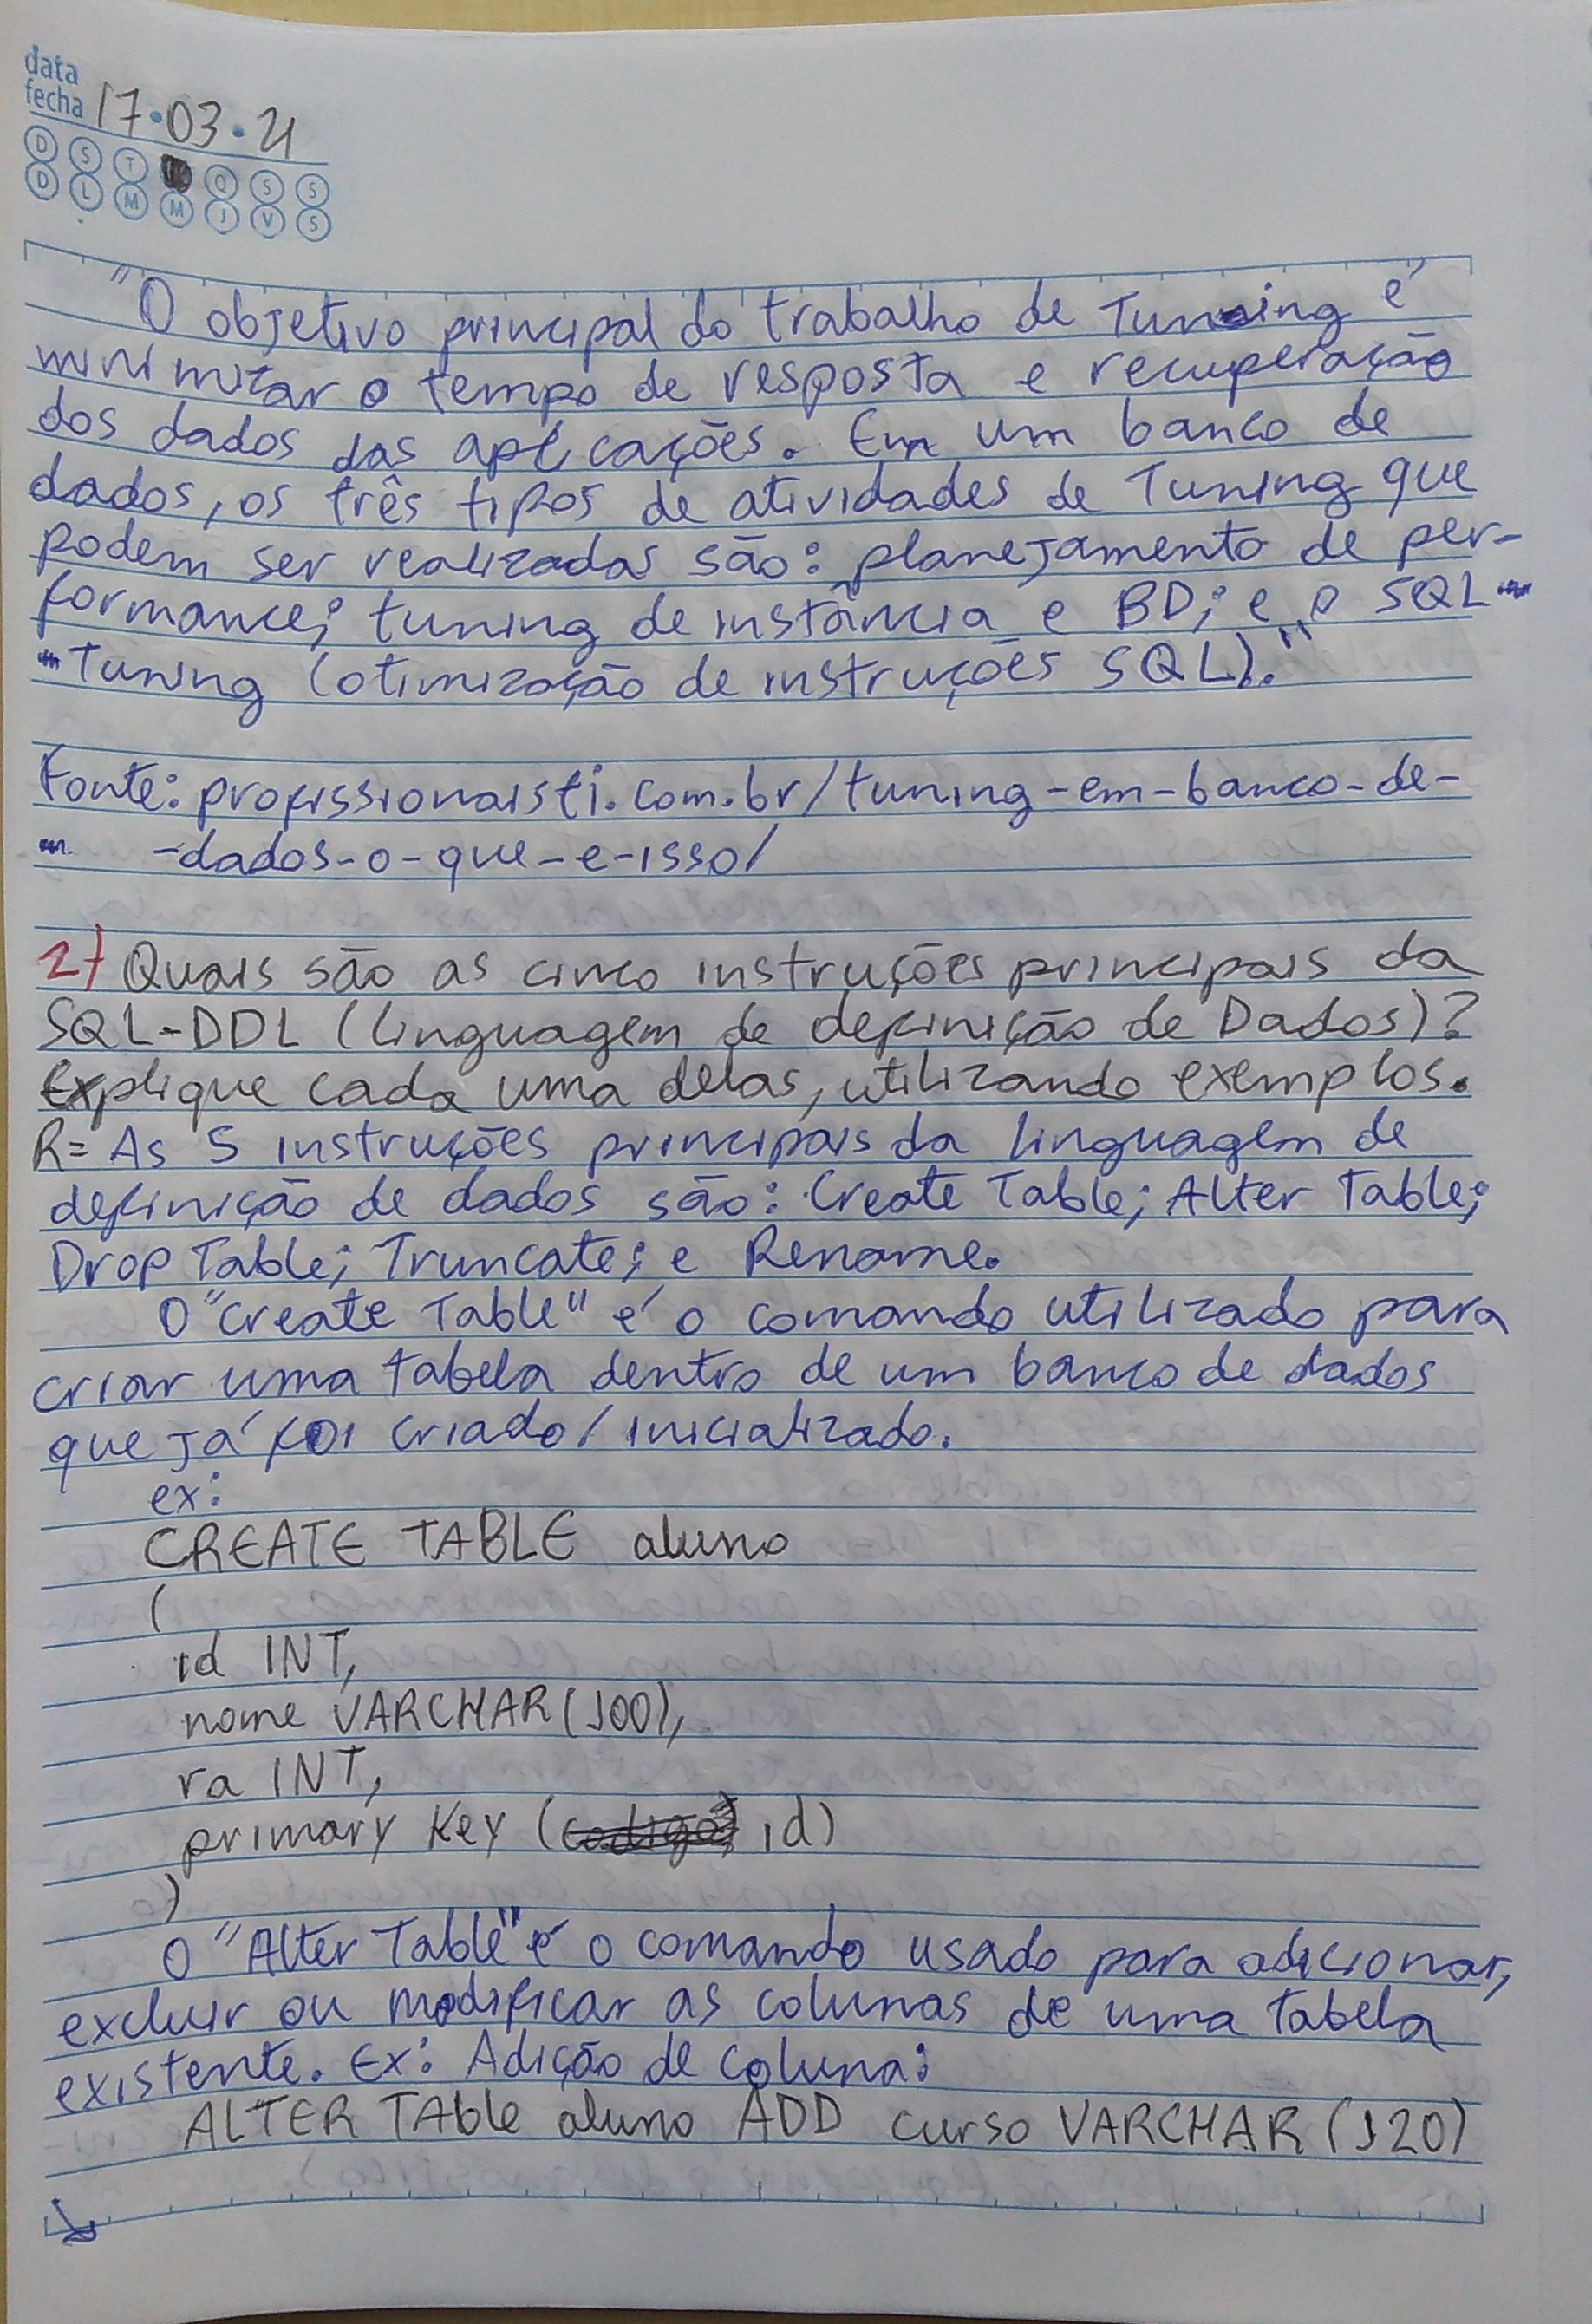 data
fecha 17.03.21
D S T Q S S
D L M M J V S
"O objetivo principal do trabalho de Tuning é
minimizar o tempo de resposta e recuperação
dos dados das aplicações. Em um banco de
dados, os três tipos de atividades de Tuning que
podem ser realizadas são: planejamento de per-
formance; tuning de instância e BD; e o SQL-
-Tuning (otimização de instruções SQL)."
Fonte: profissionaisti.com.br/tuning-em-banco-de-
-dados-o-que-e-isso/
2) Quais são as cinco instruções principais da
SQL-DDL (linguagem de definição de Dados)?
Explique cada uma delas, utilizando exemplos.
R= As 5 instruções principais da linguagem de
definição de dados são: Create Table; Alter Table;
Drop Table; Truncate; e Rename.
O "Create Table" é o comando utilizado para
criar uma tabela dentro de um banco de dados
que já foi criado/inicializado.
ex:
CREATE TABLE aluno
(
id INT,
nome VARCHAR(100),
ra INT,
primary Key (id)
)
O "Alter Table" é o comando usado para adicionar,
excluir ou modificar as colunas de uma tabela
existente. Ex: Adição de coluna:
ALTER TAble aluno ADD curso VARCHAR (120)